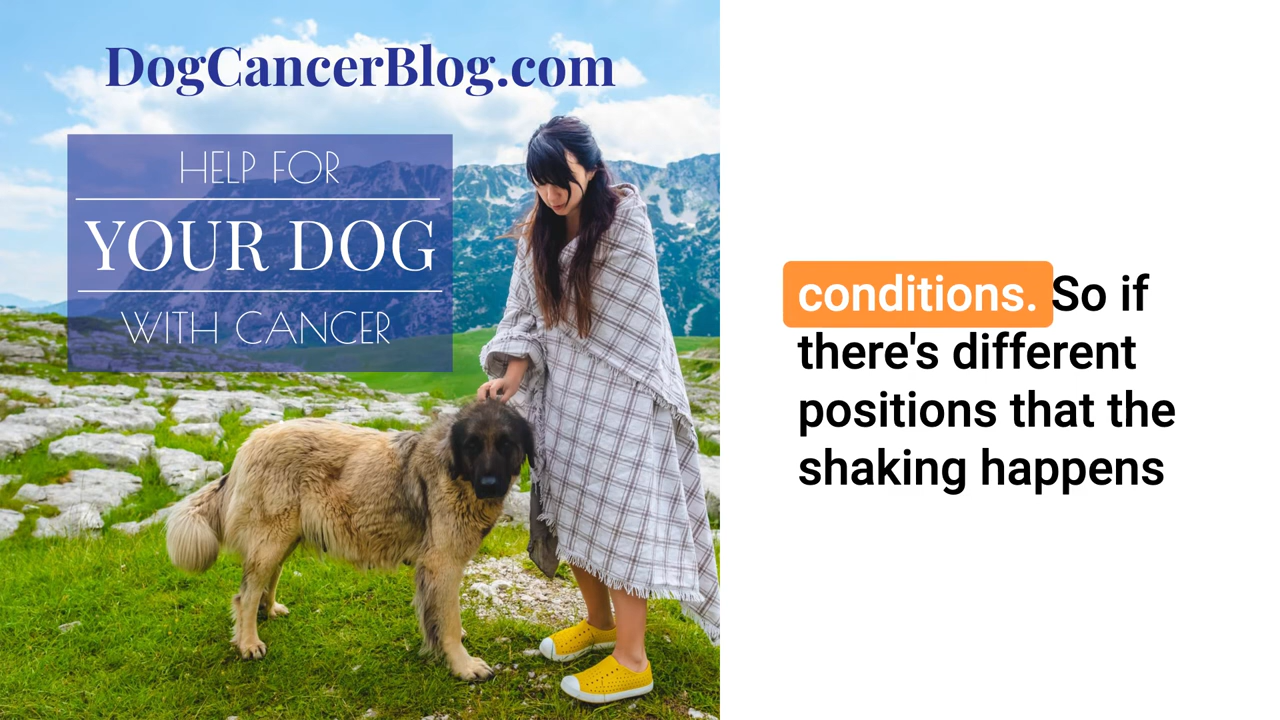 DogCancerBlog.com
HELP FOR
YOUR DOG
WITH CANCER
conditions. So if
there's different
positions that the
shaking happens